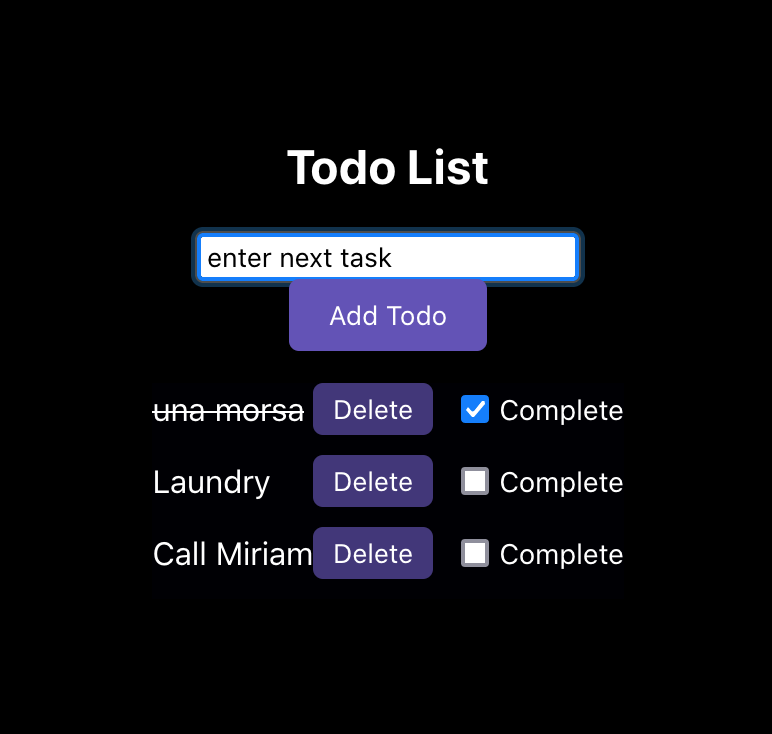 Todo List
enter next task
Add Todo
una morsa Delete Complete
Laundry Delete Complete
Call Miriam Delete Complete